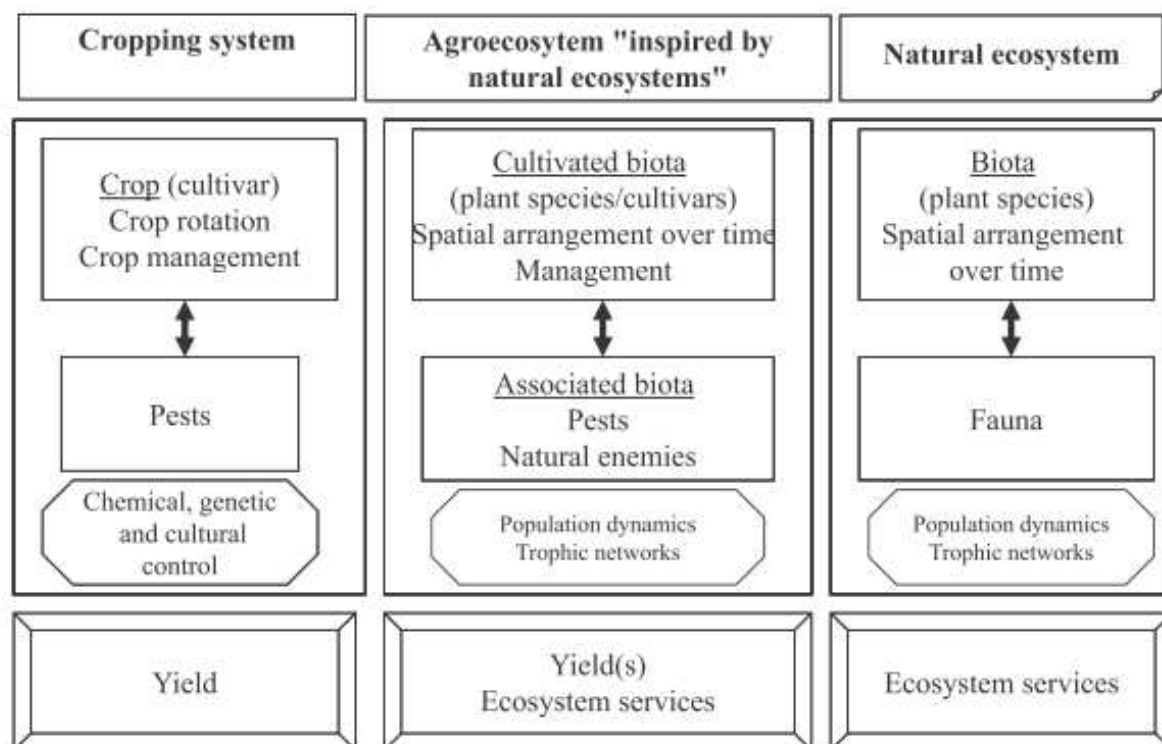 Cropping system
Agroecosytem "inspired by
natural ecosystems"
Natural ecosystem
Crop (cultivar)
Crop rotation
Crop management
Pests
Chemical, genetic
and cultural
control
Yield
Cultivated biota
(plant species/cultivars)
Spatial arrangement over time
Management
Associated biota
Pests
Natural enemies
Population dynamics
Trophic networks
Yield(s)
Ecosystem services
Biota
(plant species)
Spatial arrangement
over time
Fauna
Population dynamics
Trophic networks
Ecosystem services